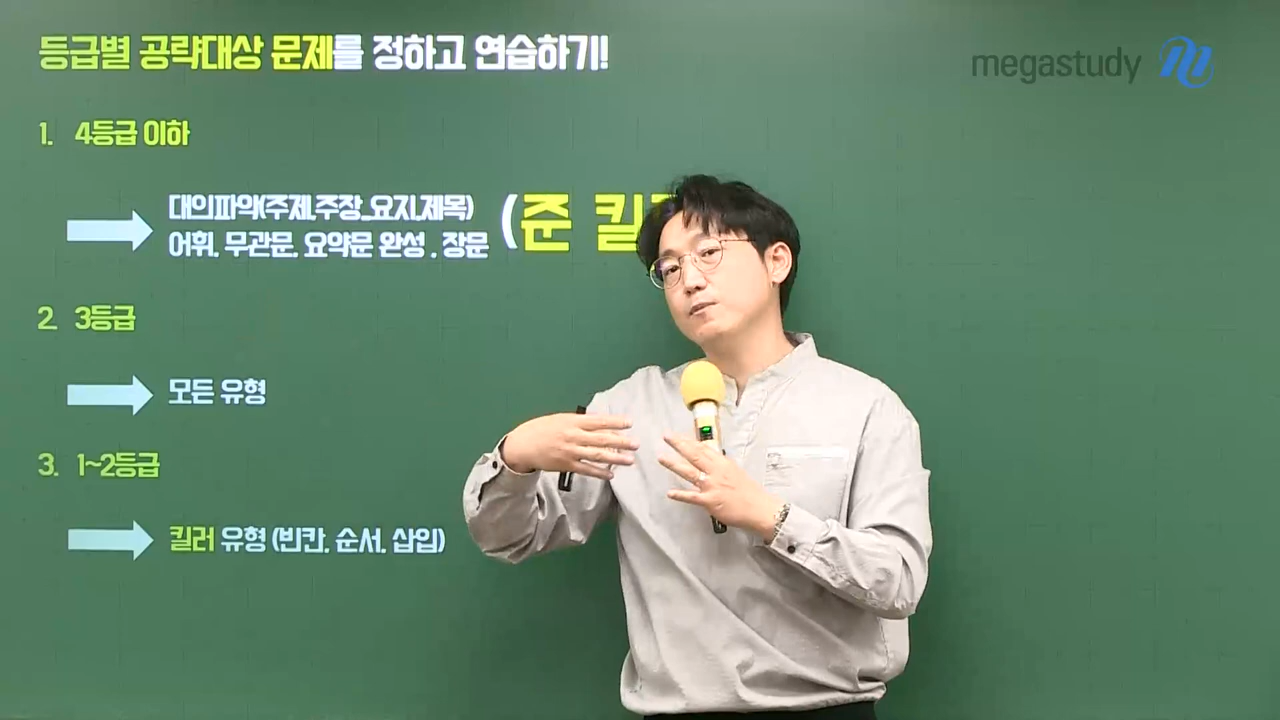 등급별 공략대상 문제를 정하고 연습하기!
megastudy
1. 4등급 이하
대의파악(주제,주장,요지,제목)
어휘, 무관문, 요약문 완성, 장문
(준 킬
2. 3등급
모든 유형
3. 1~2등급
킬러 유형 (빈칸, 순서, 삽입)